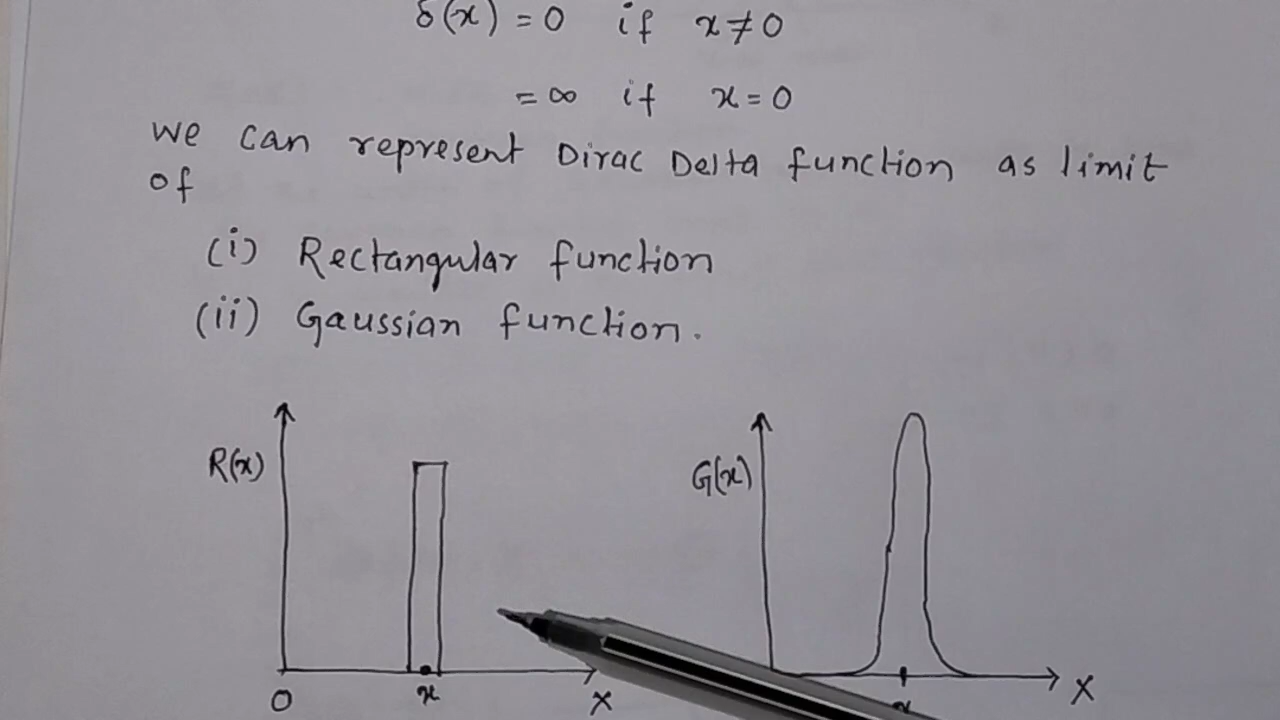 δ(x) = 0 if x ≠ 0
= ∞ if x = 0
we can represent Dirac Delta function as limit
of
(i) Rectangular function
(ii) Gaussian function.
R(x)
G(x)
0 x X
X